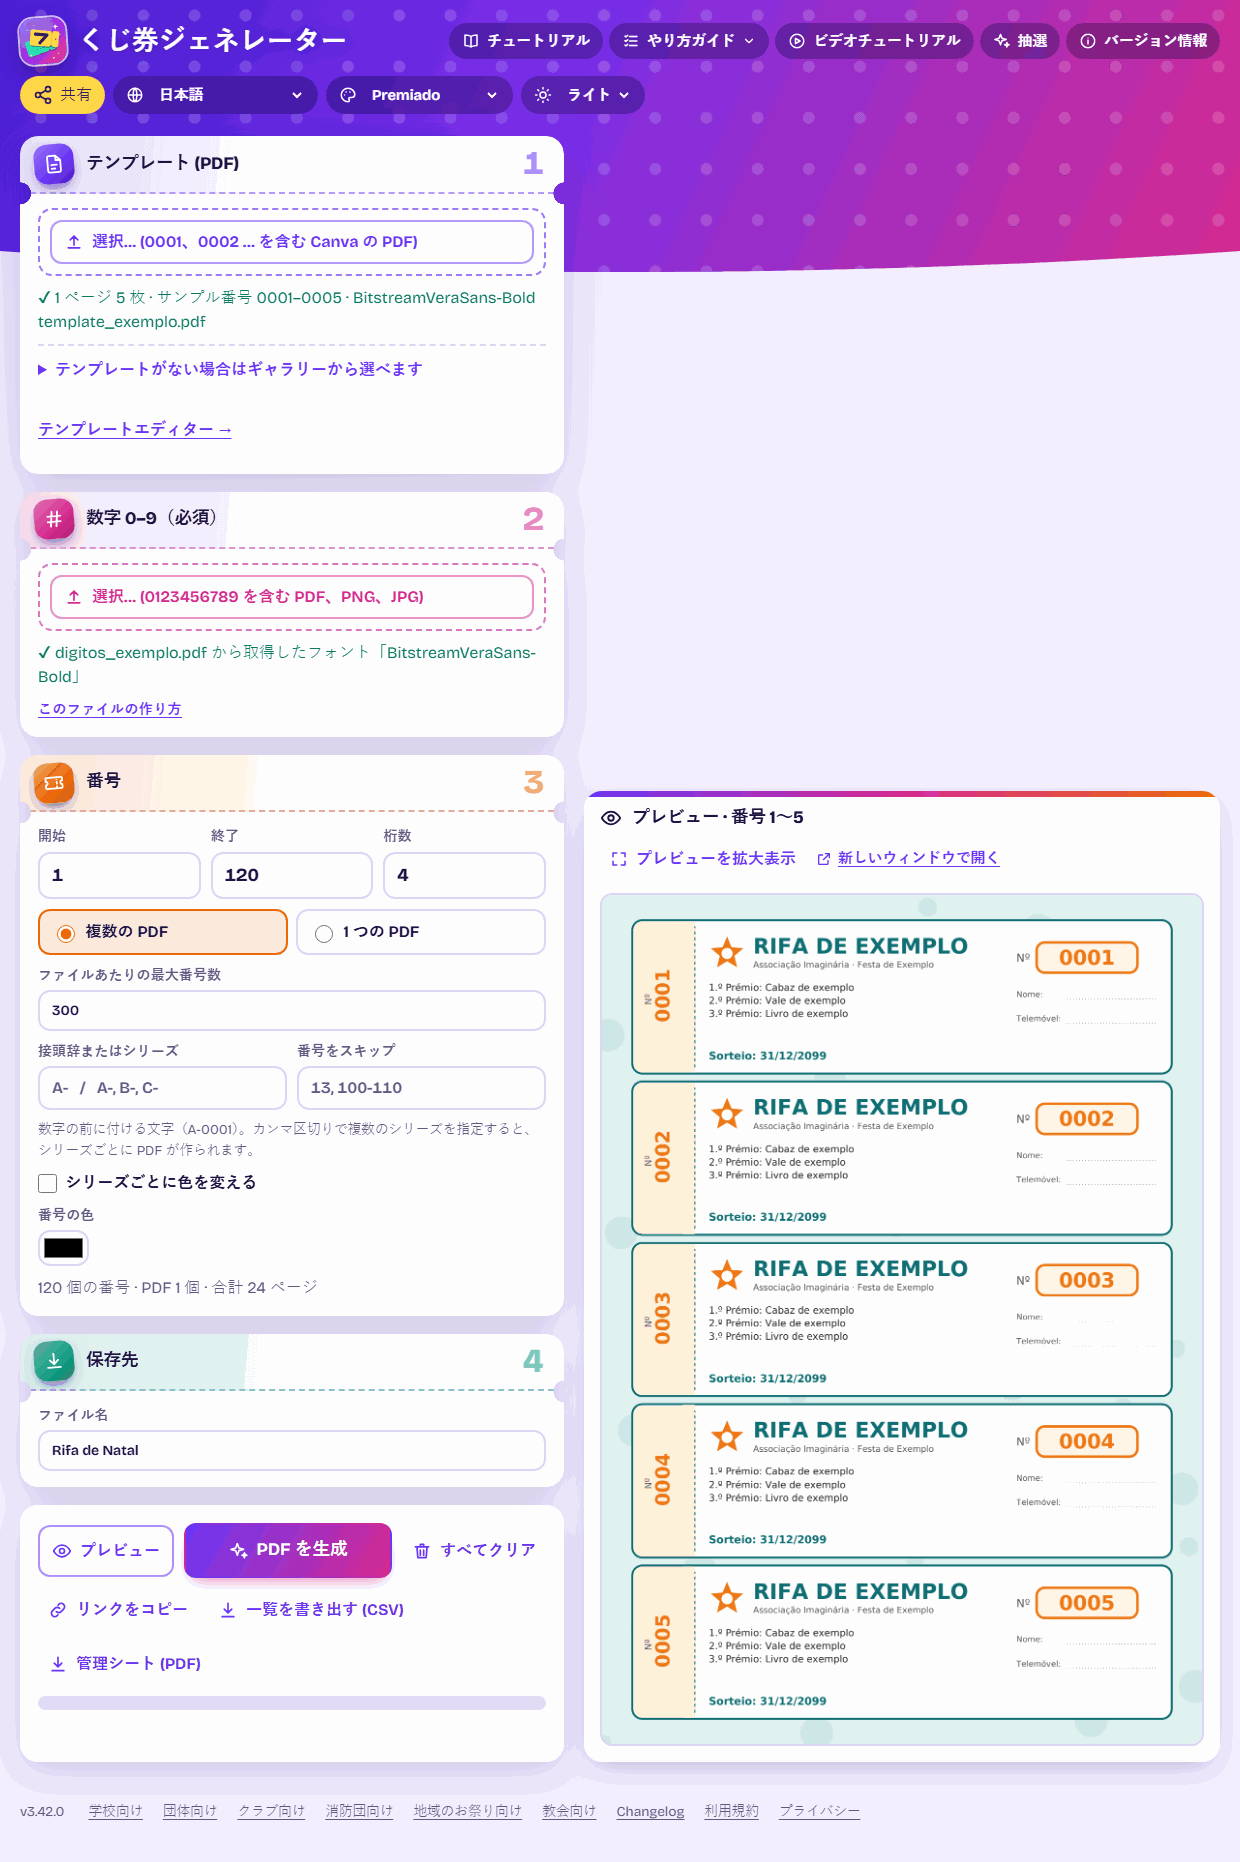 くじ券ジェネレーター
チュートリアル
やり方ガイド
ビデオチュートリアル
抽選
バージョン情報
共有
日本語
Premiado
ライト
テンプレート (PDF)
1
選択... (0001、0002 ... を含む Canva の PDF)
✓ 1 ページ 5 枚 · サンプル番号 0001–0005 · BitstreamVeraSans-Bold
template_exemplo.pdf
▶ テンプレートがない場合はギャラリーから選べます
テンプレートエディター →
数字 0–9（必須）
2
選択... (0123456789 を含む PDF、PNG、JPG)
✓ digitos_exemplo.pdf から取得したフォント「BitstreamVeraSans-
Bold」
このファイルの作り方
番号
3
開始
終了
桁数
1
120
4
複数の PDF
1 つの PDF
ファイルあたりの最大番号数
300
接頭辞またはシリーズ
番号をスキップ
A- / A-, B-, C-
13, 100-110
数字の前に付ける文字（A-0001）。カンマ区切りで複数のシリーズを指定すると、
シリーズごとに PDF が作られます。
シリーズごとに色を変える
番号の色
120 個の番号 · PDF 1 個 · 合計 24 ページ
保存先
4
ファイル名
Rifa de Natal
プレビュー
PDF を生成
すべてクリア
リンクをコピー
一覧を書き出す (CSV)
管理シート (PDF)
プレビュー · 番号 1〜5
プレビューを拡大表示
新しいウィンドウで開く
Nº 0001
RIFA DE EXEMPLO
Associação Imaginária · Festa de Exemplo
1.º Prémio: Cabaz de exemplo
2.º Prémio: Vale de exemplo
3.º Prémio: Livro de exemplo
Sorteio: 31/12/2099
Nº 0001
Nome:
Telemóvel:
Nº 0002
RIFA DE EXEMPLO
Associação Imaginária · Festa de Exemplo
1.º Prémio: Cabaz de exemplo
2.º Prémio: Vale de exemplo
3.º Prémio: Livro de exemplo
Sorteio: 31/12/2099
Nº 0002
Nome:
Telemóvel:
Nº 0003
RIFA DE EXEMPLO
Associação Imaginária · Festa de Exemplo
1.º Prémio: Cabaz de exemplo
2.º Prémio: Vale de exemplo
3.º Prémio: Livro de exemplo
Sorteio: 31/12/2099
Nº 0003
Nome:
Telemóvel:
Nº 0004
RIFA DE EXEMPLO
Associação Imaginária · Festa de Exemplo
1.º Prémio: Cabaz de exemplo
2.º Prémio: Vale de exemplo
3.º Prémio: Livro de exemplo
Sorteio: 31/12/2099
Nº 0004
Nome:
Telemóvel:
Nº 0005
RIFA DE EXEMPLO
Associação Imaginária · Festa de Exemplo
1.º Prémio: Cabaz de exemplo
2.º Prémio: Vale de exemplo
3.º Prémio: Livro de exemplo
Sorteio: 31/12/2099
Nº 0005
Nome:
Telemóvel:
v3.42.0
学校向け
団体向け
クラブ向け
消防団向け
地域のお祭り向け
教会向け
Changelog
利用規約
プライバシー